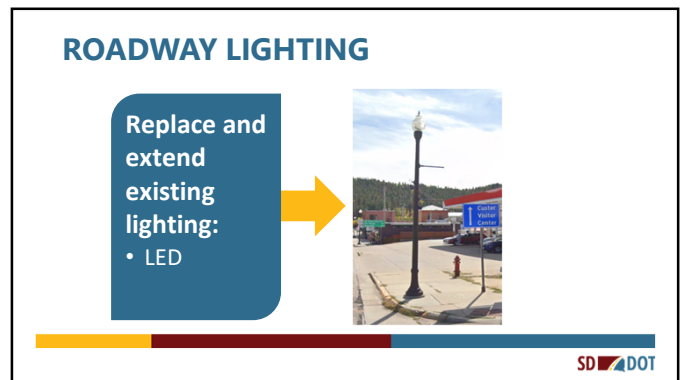 ROADWAY LIGHTING
Replace and
extend
existing
lighting:
• LED
Custer
Visitor
Center
SD DOT